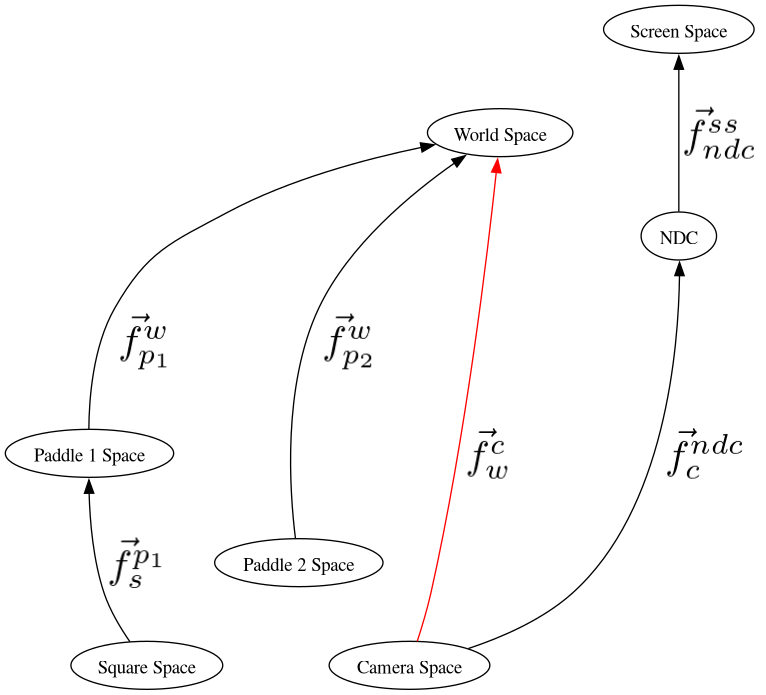 Screen Space
World Space
\vec{f}_{ndc}^{ss}
NDC
\vec{f}_{p_1}^{w}
\vec{f}_{p_2}^{w}
Paddle 1 Space
\vec{f}_{w}^{c}
\vec{f}_{c}^{ndc}
\vec{f}_{s}^{p_1}
Paddle 2 Space
Square Space
Camera Space